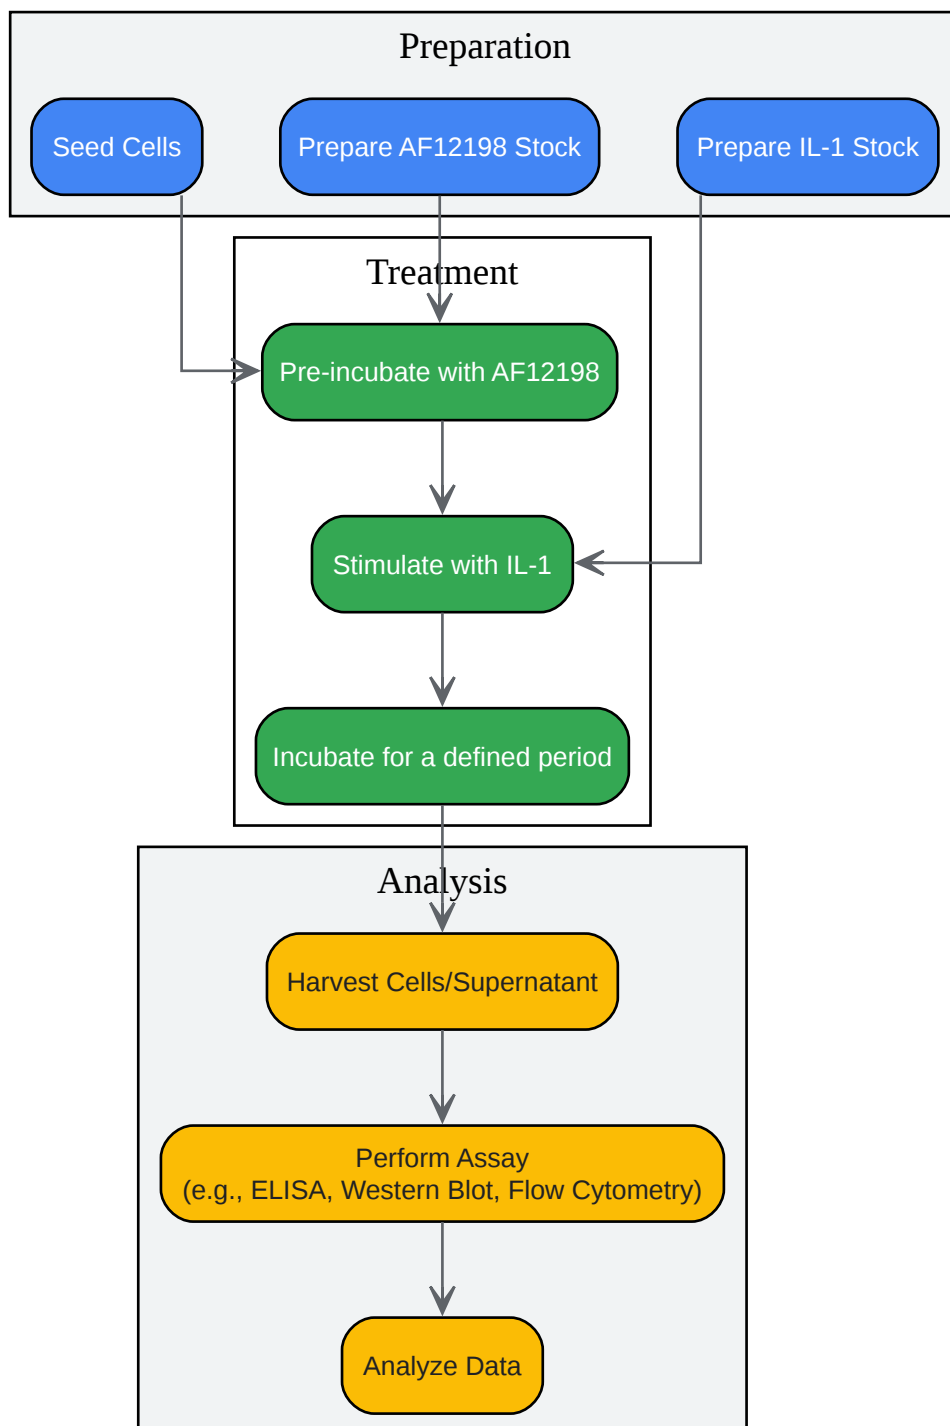 Preparation
Seed Cells
Prepare AF12198 Stock
Prepare IL-1 Stock
Treatment
Pre-incubate with AF12198
Stimulate with IL-1
Incubate for a defined period
Analysis
Harvest Cells/Supernatant
Perform Assay
(e.g., ELISA, Western Blot, Flow Cytometry)
Analyze Data